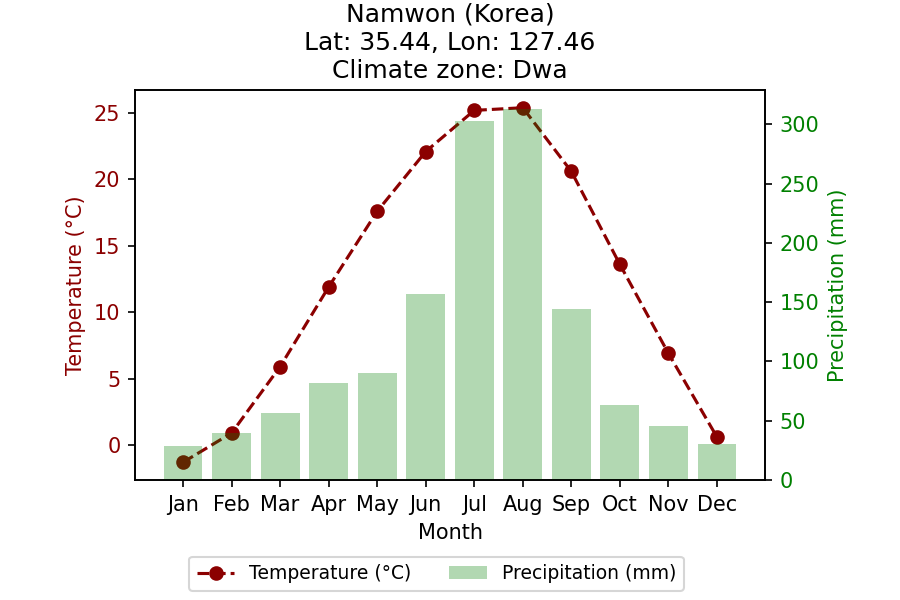 Namwon (Korea)
Lat: 35.44, Lon: 127.46
Climate zone: Dwa
Temperature (°C)
25
20
15
10
5
0
300
250
200
150
100
50
0
Precipitation (mm)
Jan Feb Mar Apr May Jun Jul Aug Sep Oct Nov Dec
Month
Temperature (°C) Precipitation (mm)